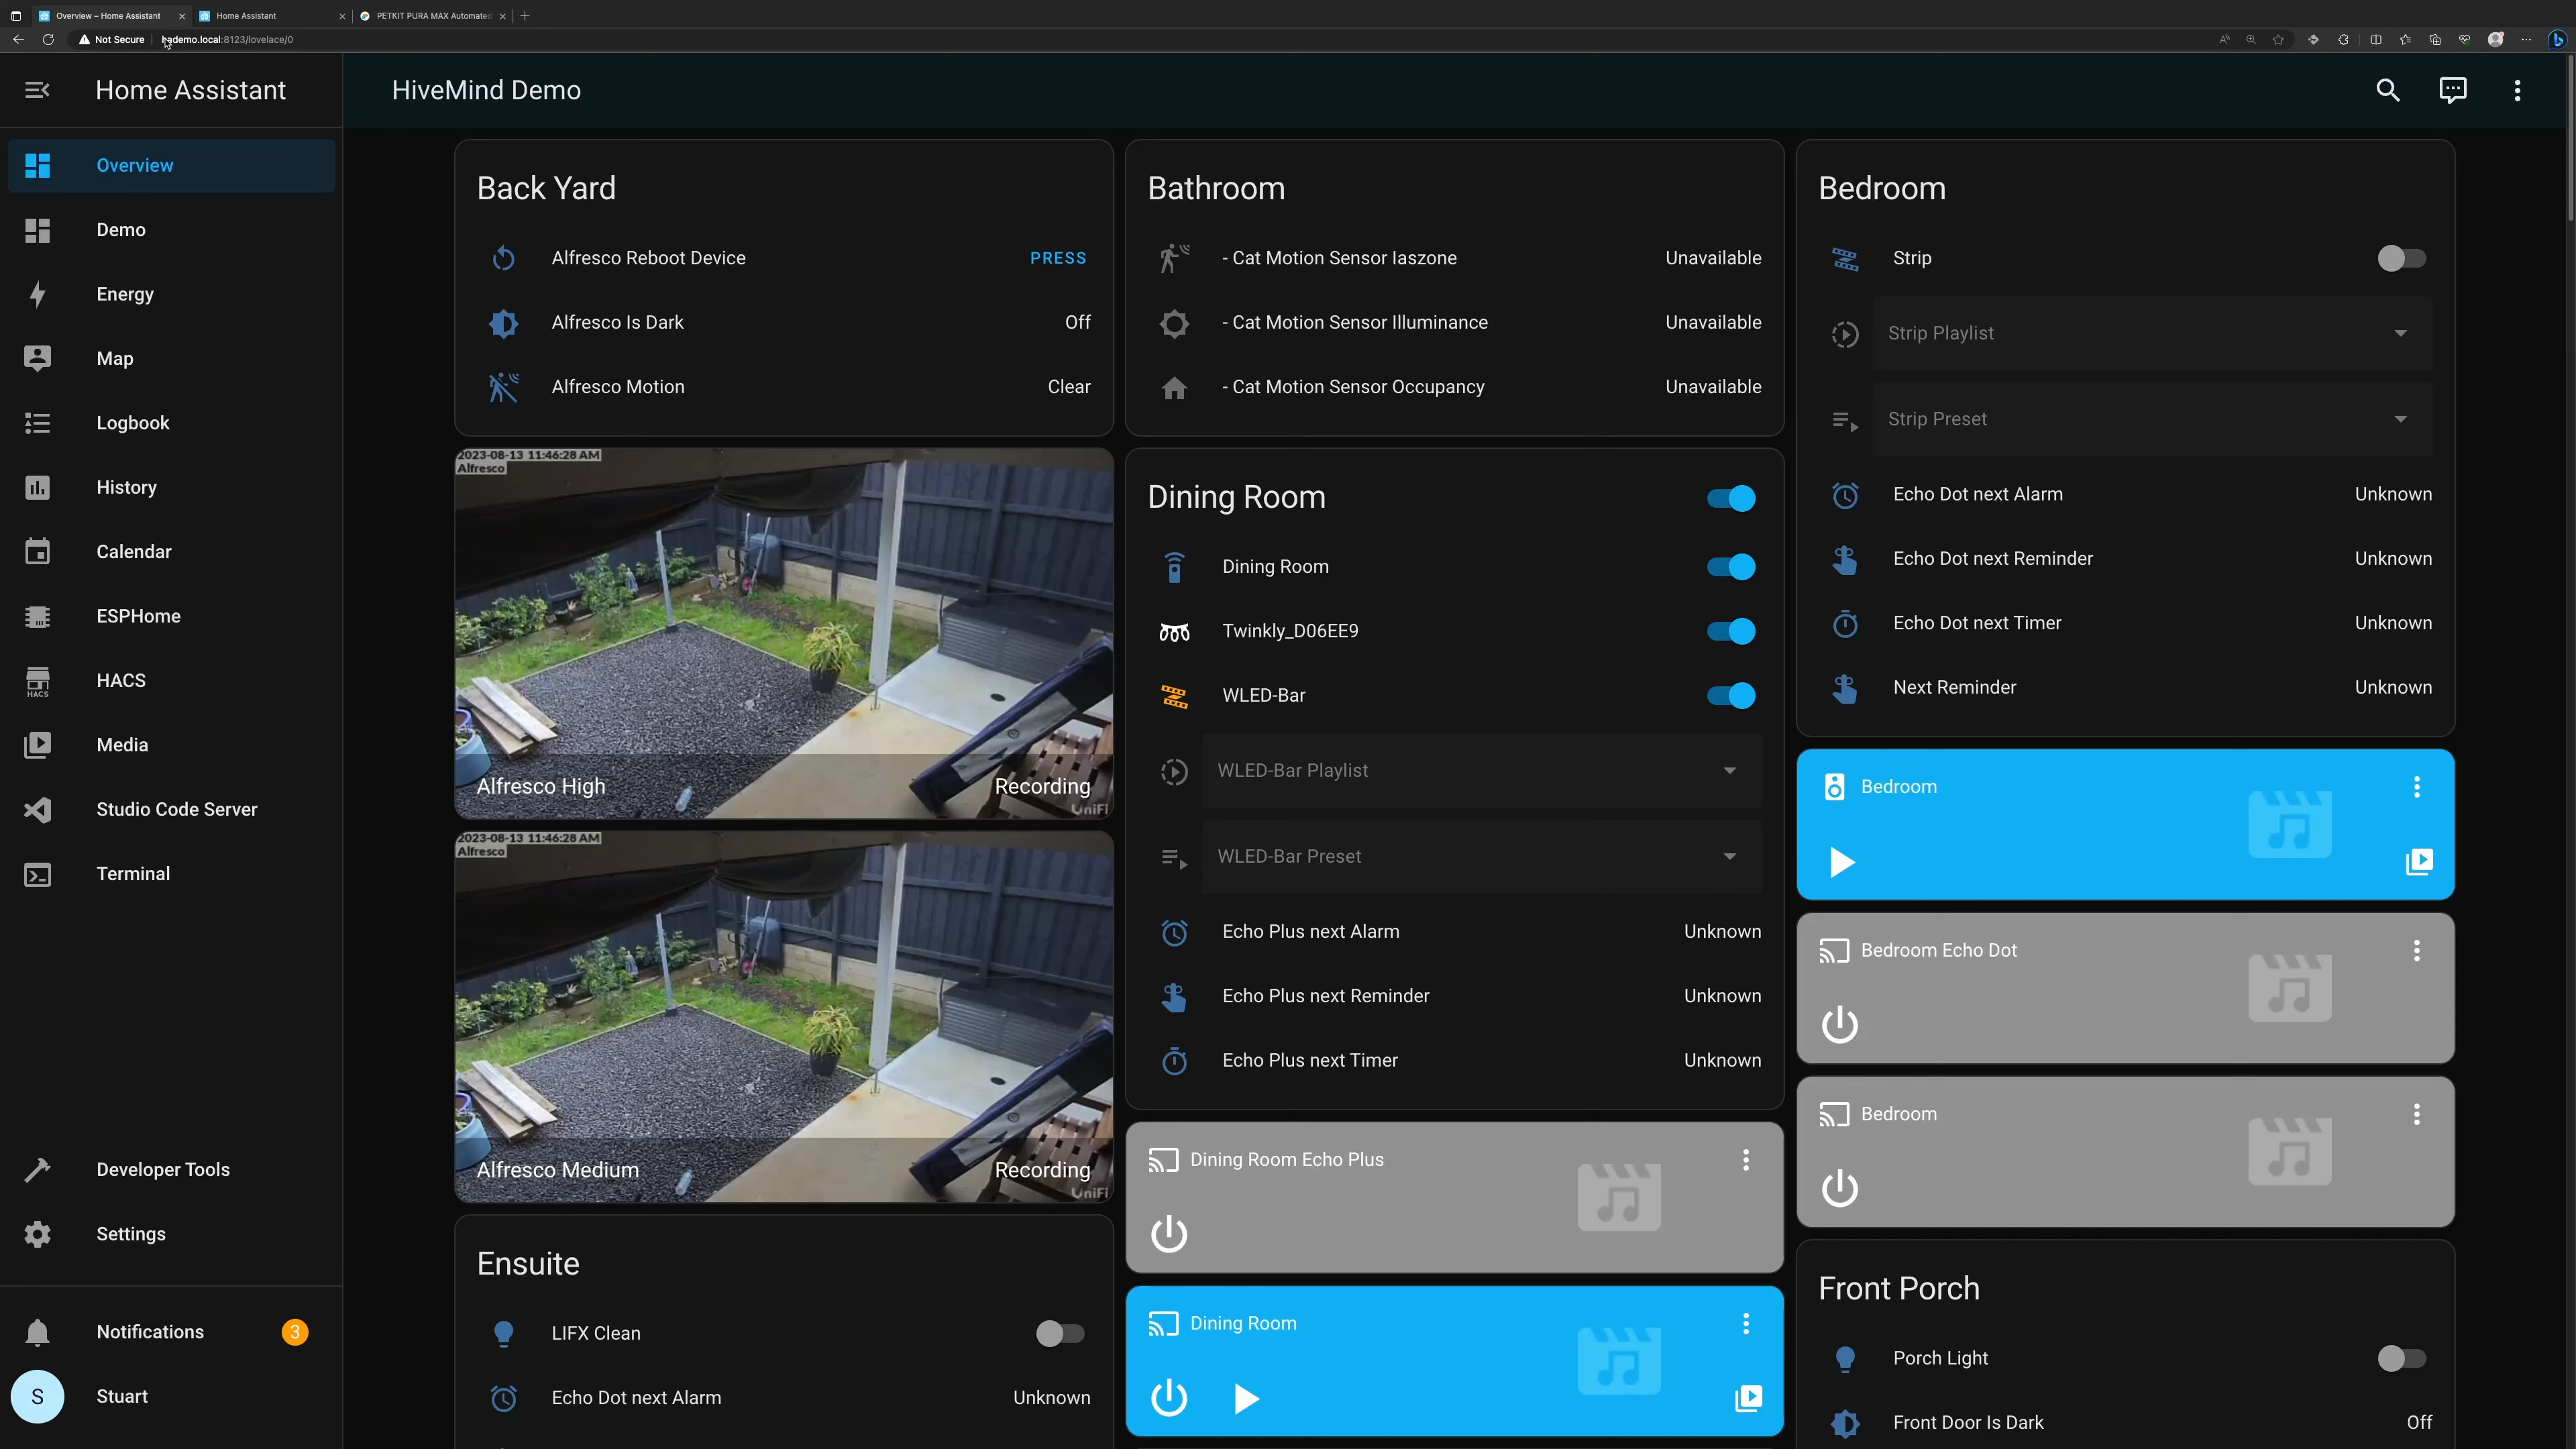 Overview – Home Assistant
Home Assistant
PETKIT PURA MAX Automated
Not Secure
hademo.local:8123/lovelace/0
Home Assistant
HiveMind Demo
Overview
Demo
Energy
Map
Logbook
History
Calendar
ESPHome
HACS
HACS
Media
Studio Code Server
Terminal
Developer Tools
Settings
Notifications
3
S
Stuart
Back Yard
Alfresco Reboot Device
PRESS
Alfresco Is Dark
Off
Alfresco Motion
Clear
2023-08-13 11:46:28 AM
Alfresco
Alfresco High
Recording
UniFi
2023-08-13 11:46:28 AM
Alfresco
Alfresco Medium
Recording
UniFi
Ensuite
LIFX Clean
Echo Dot next Alarm
Unknown
Bathroom
- Cat Motion Sensor Iaszone
Unavailable
- Cat Motion Sensor Illuminance
Unavailable
- Cat Motion Sensor Occupancy
Unavailable
Dining Room
Dining Room
Twinkly_D06EE9
WLED-Bar
WLED-Bar Playlist
WLED-Bar Preset
Echo Plus next Alarm
Unknown
Echo Plus next Reminder
Unknown
Echo Plus next Timer
Unknown
Dining Room Echo Plus
Dining Room
Bedroom
Strip
Strip Playlist
Strip Preset
Echo Dot next Alarm
Unknown
Echo Dot next Reminder
Unknown
Echo Dot next Timer
Unknown
Next Reminder
Unknown
Bedroom
Bedroom Echo Dot
Bedroom
Front Porch
Porch Light
Front Door Is Dark
Off